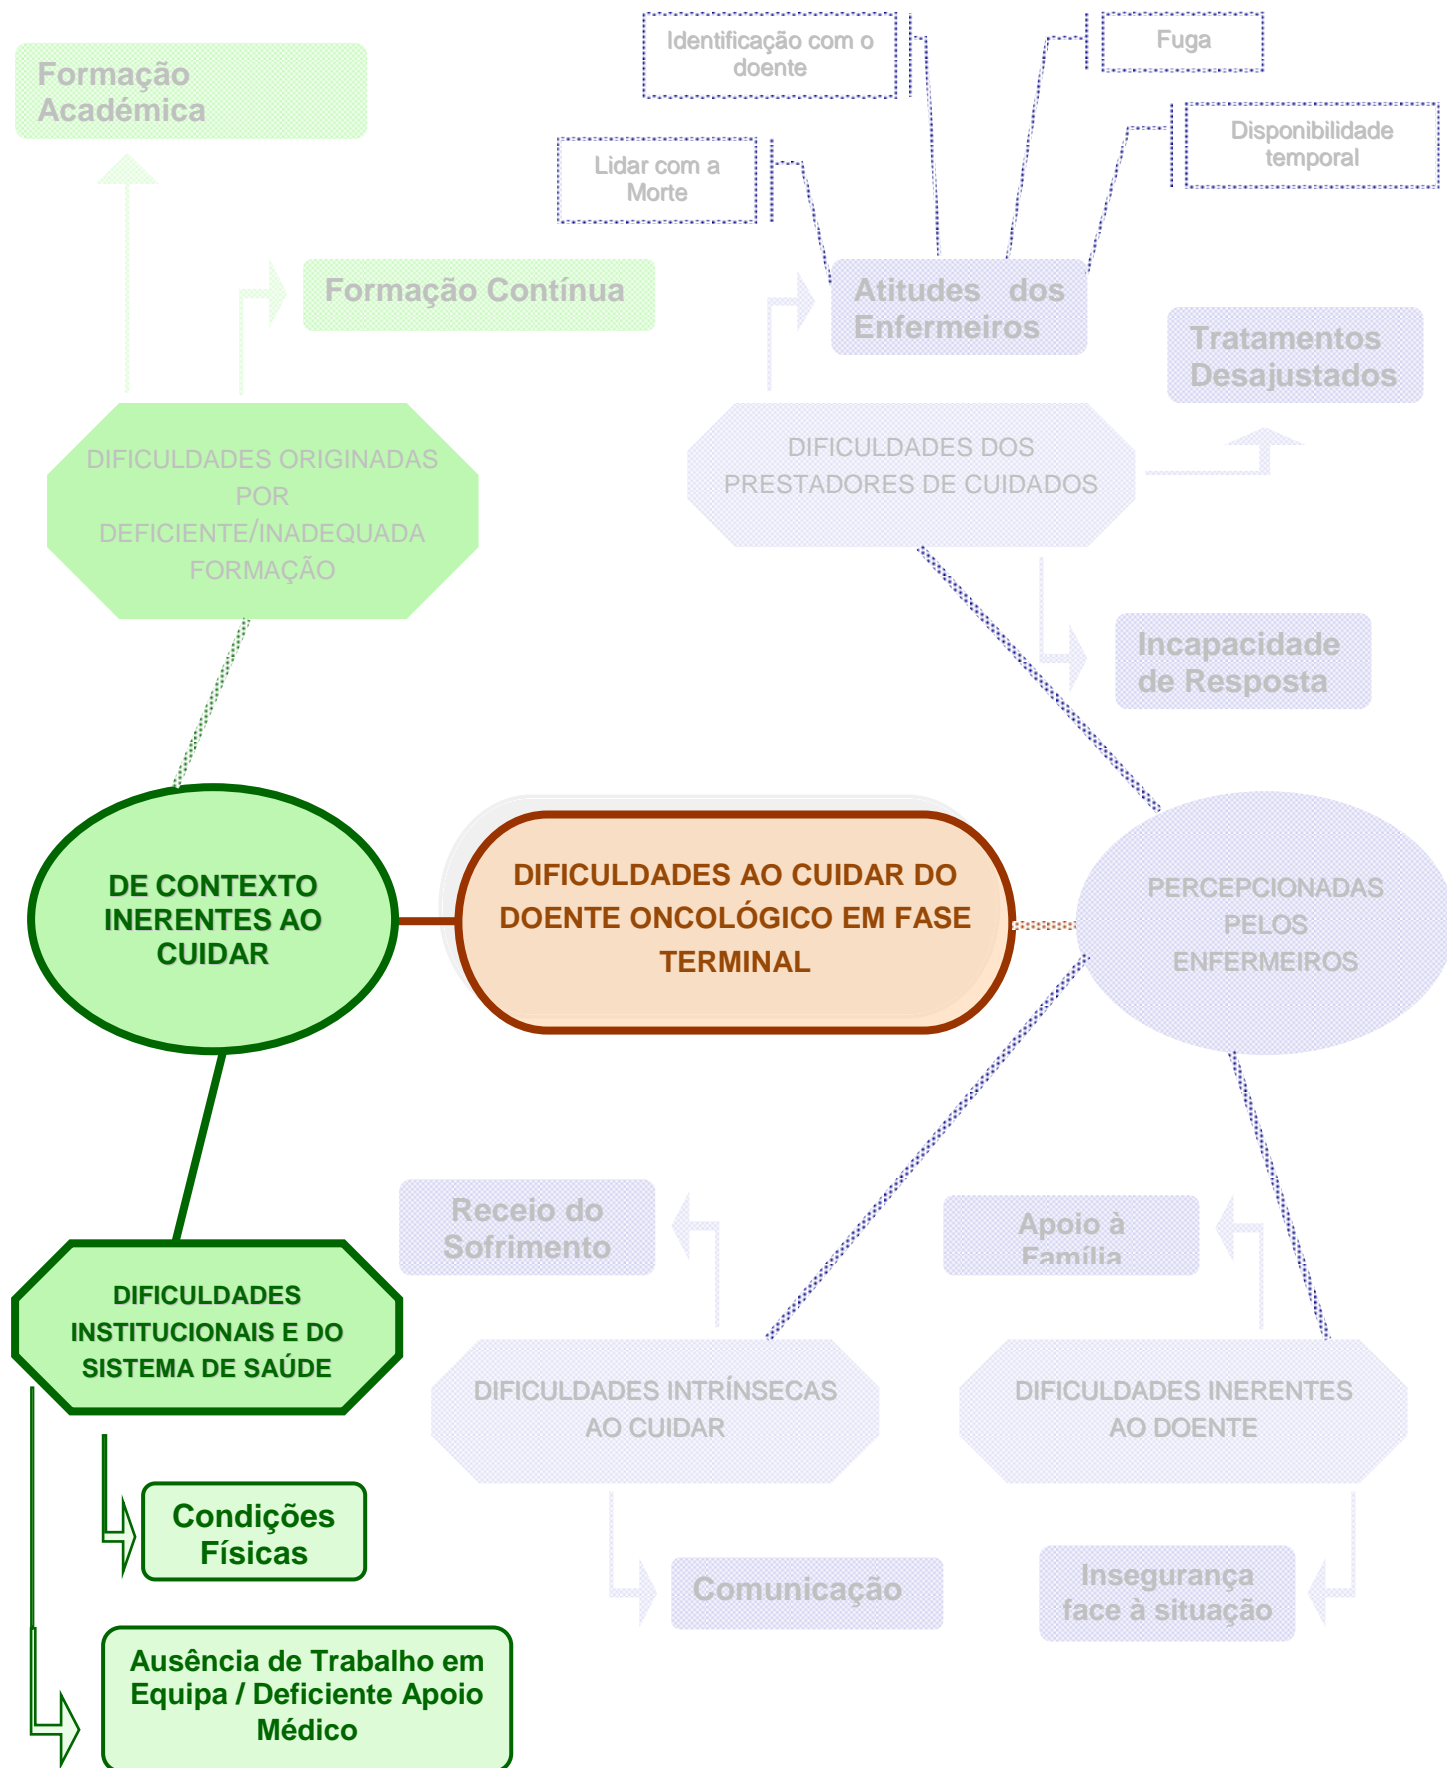 Identificação com o
doente
Fuga
Formação
Académica
Disponibilidade
temporal
Lidar com a
Morte
Formação Contínua
Atitudes dos
Enfermeiros
Tratamentos
Desajustados
DIFICULDADES ORIGINADAS
POR
DEFICIENTE/INADEQUADA
FORMAÇÃO
DIFICULDADES DOS
PRESTADORES DE CUIDADOS
Incapacidade
de Resposta
DE CONTEXTO
INERENTES AO
CUIDAR
DIFICULDADES AO CUIDAR DO
DOENTE ONCOLÓGICO EM FASE
TERMINAL
PERCEPCIONADAS
PELOS
ENFERMEIROS
Receio do
Sofrimento
Apoio à
Família
DIFICULDADES
INSTITUCIONAIS E DO
SISTEMA DE SAÚDE
DIFICULDADES INTRÍNSECAS
AO CUIDAR
DIFICULDADES INERENTES
AO DOENTE
Condições
Físicas
Comunicação
Insegurança
face à situação
Ausência de Trabalho em
Equipa / Deficiente Apoio
Médico